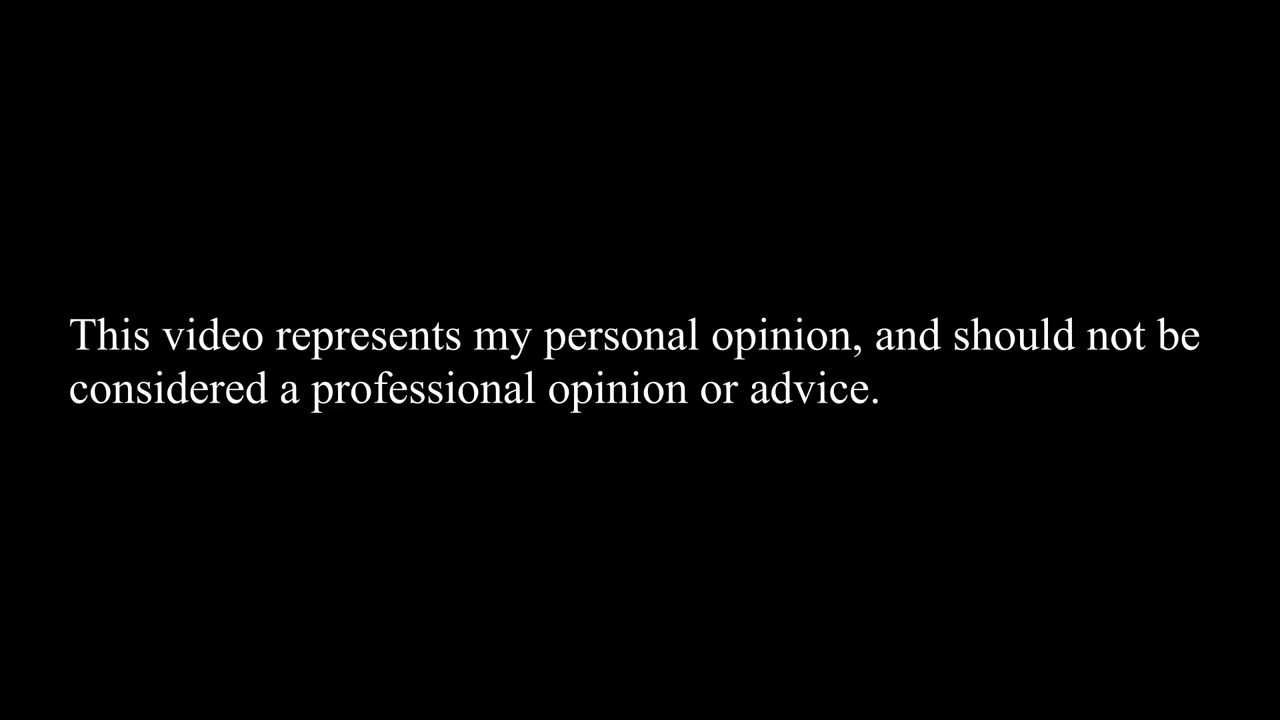 This video represents my personal opinion, and should not be
considered a professional opinion or advice.